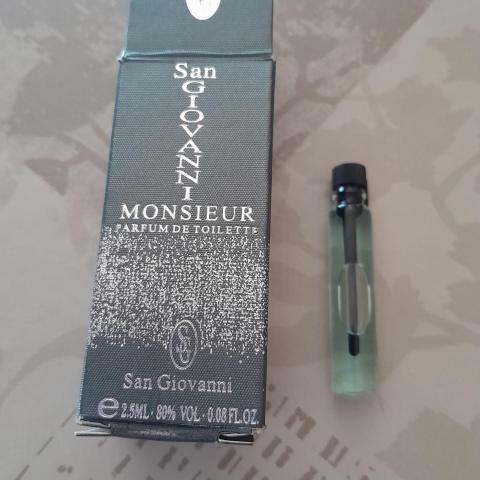 San
GIOVANNI
MONSIEUR
PARFUM DE TOILETTE
San Giovanni
℮ 2.5ML · 80% VOL · 0.08 FL.OZ.